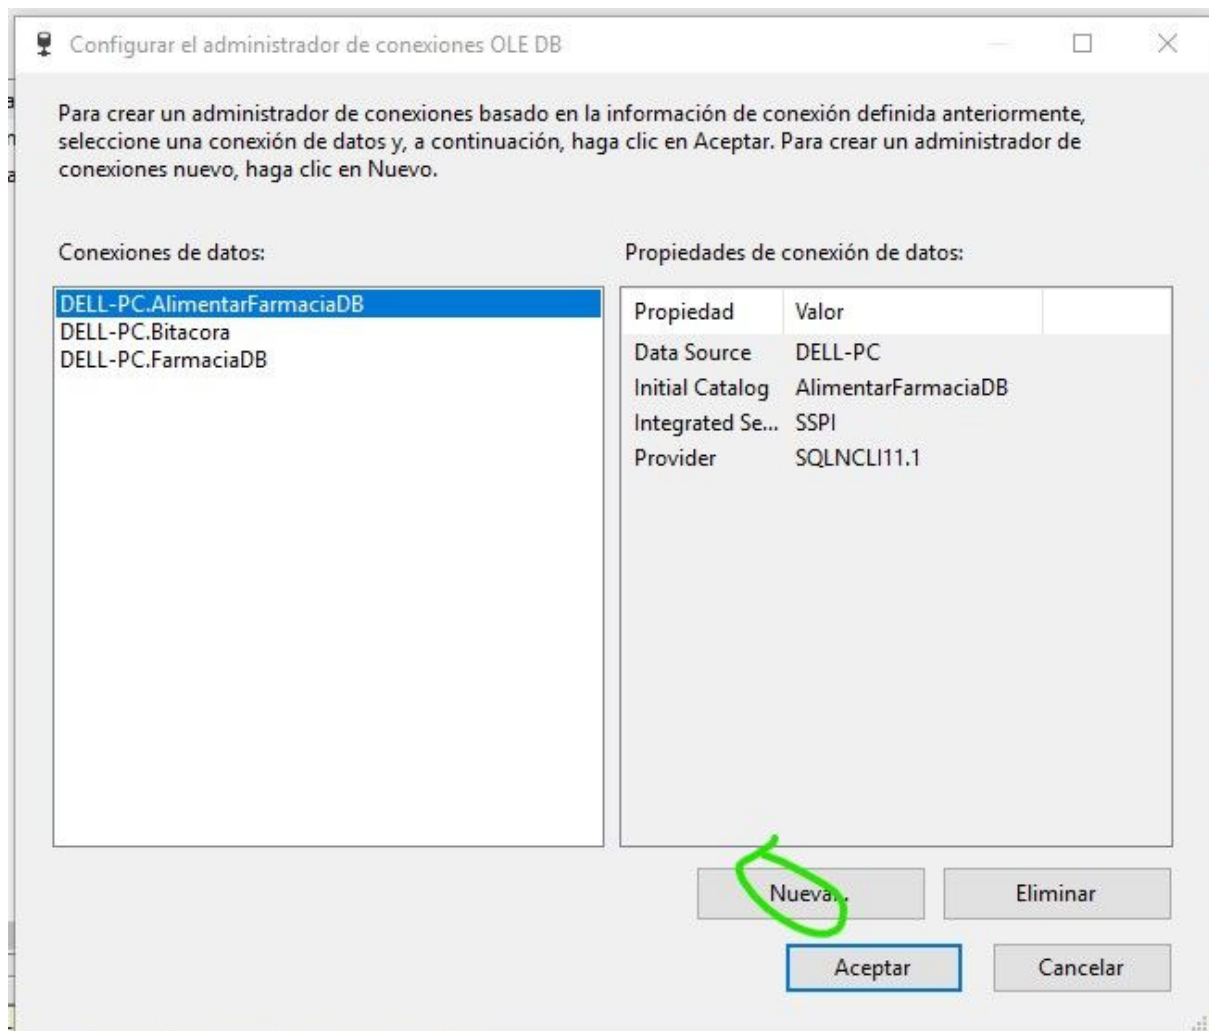 Configurar el administrador de conexiones OLE DB
Para crear un administrador de conexiones basado en la información de conexión definida anteriormente,
seleccione una conexión de datos y, a continuación, haga clic en Aceptar. Para crear un administrador de
conexiones nuevo, haga clic en Nuevo.
Conexiones de datos:
DELL-PC.AlimentarFarmaciaDB
DELL-PC.Bitacora
DELL-PC.FarmaciaDB
Propiedades de conexión de datos:
Propiedad Valor
Data Source DELL-PC
Initial Catalog AlimentarFarmaciaDB
Integrated Se... SSPI
Provider SQLNCLI11.1
Nueva...
Eliminar
Aceptar
Cancelar